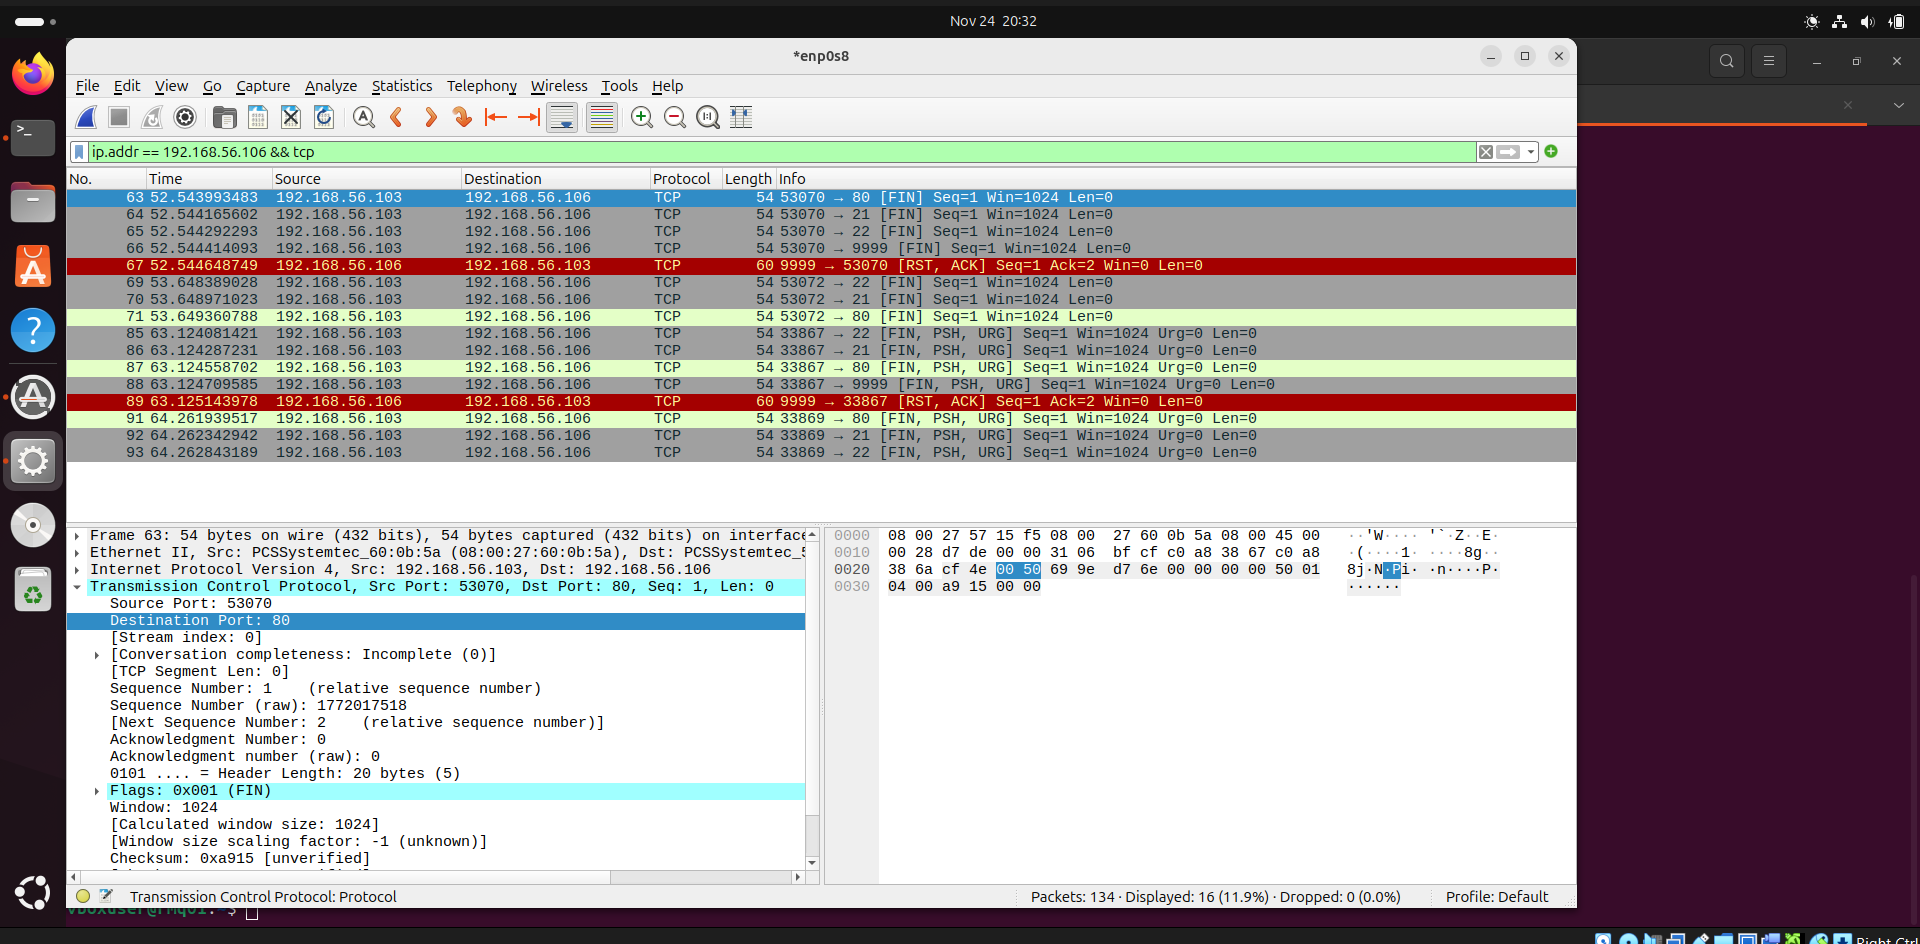 Nov 24 20:32
*enp0s8
File Edit View Go Capture Analyze Statistics Telephony Wireless Tools Help
ip.addr == 192.168.56.106 && tcp
No. Time Source Destination Protocol Length Info
63 52.543993483 192.168.56.103 192.168.56.106 TCP 54 53070 → 80 [FIN] Seq=1 Win=1024 Len=0
64 52.544165602 192.168.56.103 192.168.56.106 TCP 54 53070 → 21 [FIN] Seq=1 Win=1024 Len=0
65 52.544292293 192.168.56.103 192.168.56.106 TCP 54 53070 → 22 [FIN] Seq=1 Win=1024 Len=0
66 52.544414093 192.168.56.103 192.168.56.106 TCP 54 53070 → 9999 [FIN] Seq=1 Win=1024 Len=0
67 52.544648749 192.168.56.106 192.168.56.103 TCP 60 9999 → 53070 [RST, ACK] Seq=1 Ack=2 Win=0 Len=0
69 53.648389028 192.168.56.103 192.168.56.106 TCP 54 53072 → 22 [FIN] Seq=1 Win=1024 Len=0
70 53.648971023 192.168.56.103 192.168.56.106 TCP 54 53072 → 21 [FIN] Seq=1 Win=1024 Len=0
71 53.649360788 192.168.56.103 192.168.56.106 TCP 54 53072 → 80 [FIN] Seq=1 Win=1024 Len=0
85 63.124081421 192.168.56.103 192.168.56.106 TCP 54 33867 → 22 [FIN, PSH, URG] Seq=1 Win=1024 Urg=0 Len=0
86 63.124287231 192.168.56.103 192.168.56.106 TCP 54 33867 → 21 [FIN, PSH, URG] Seq=1 Win=1024 Urg=0 Len=0
87 63.124558702 192.168.56.103 192.168.56.106 TCP 54 33867 → 80 [FIN, PSH, URG] Seq=1 Win=1024 Urg=0 Len=0
88 63.124709585 192.168.56.103 192.168.56.106 TCP 54 33867 → 9999 [FIN, PSH, URG] Seq=1 Win=1024 Urg=0 Len=0
89 63.125143978 192.168.56.106 192.168.56.103 TCP 60 9999 → 33867 [RST, ACK] Seq=1 Ack=2 Win=0 Len=0
91 64.261939517 192.168.56.103 192.168.56.106 TCP 54 33869 → 80 [FIN, PSH, URG] Seq=1 Win=1024 Urg=0 Len=0
92 64.262342942 192.168.56.103 192.168.56.106 TCP 54 33869 → 21 [FIN, PSH, URG] Seq=1 Win=1024 Urg=0 Len=0
93 64.262843189 192.168.56.103 192.168.56.106 TCP 54 33869 → 22 [FIN, PSH, URG] Seq=1 Win=1024 Urg=0 Len=0
Frame 63: 54 bytes on wire (432 bits), 54 bytes captured (432 bits) on interface
Ethernet II, Src: PCSSystemtec_60:0b:5a (08:00:27:60:0b:5a), Dst: PCSSystemtec_5
Internet Protocol Version 4, Src: 192.168.56.103, Dst: 192.168.56.106
Transmission Control Protocol, Src Port: 53070, Dst Port: 80, Seq: 1, Len: 0
Source Port: 53070
Destination Port: 80
[Stream index: 0]
[Conversation completeness: Incomplete (0)]
[TCP Segment Len: 0]
Sequence Number: 1 (relative sequence number)
Sequence Number (raw): 1772017518
[Next Sequence Number: 2 (relative sequence number)]
Acknowledgment Number: 0
Acknowledgment number (raw): 0
0101 .... = Header Length: 20 bytes (5)
Flags: 0x001 (FIN)
Window: 1024
[Calculated window size: 1024]
[Window size scaling factor: -1 (unknown)]
Checksum: 0xa915 [unverified]
0000 08 00 27 57 15 f5 08 00 27 60 0b 5a 08 00 45 00 ··'W···· '`·Z··E·
0010 00 28 d7 de 00 00 31 06 bf cf c0 a8 38 67 c0 a8 ·(····1· ····8g··
0020 38 6a cf 4e 00 50 69 9e d7 6e 00 00 00 00 50 01 8j·N·Pi· ·n····P·
0030 04 00 a9 15 00 00 ······
Transmission Control Protocol: Protocol
Packets: 134 · Displayed: 16 (11.9%) · Dropped: 0 (0.0%)
Profile: Default
Right Ctrl